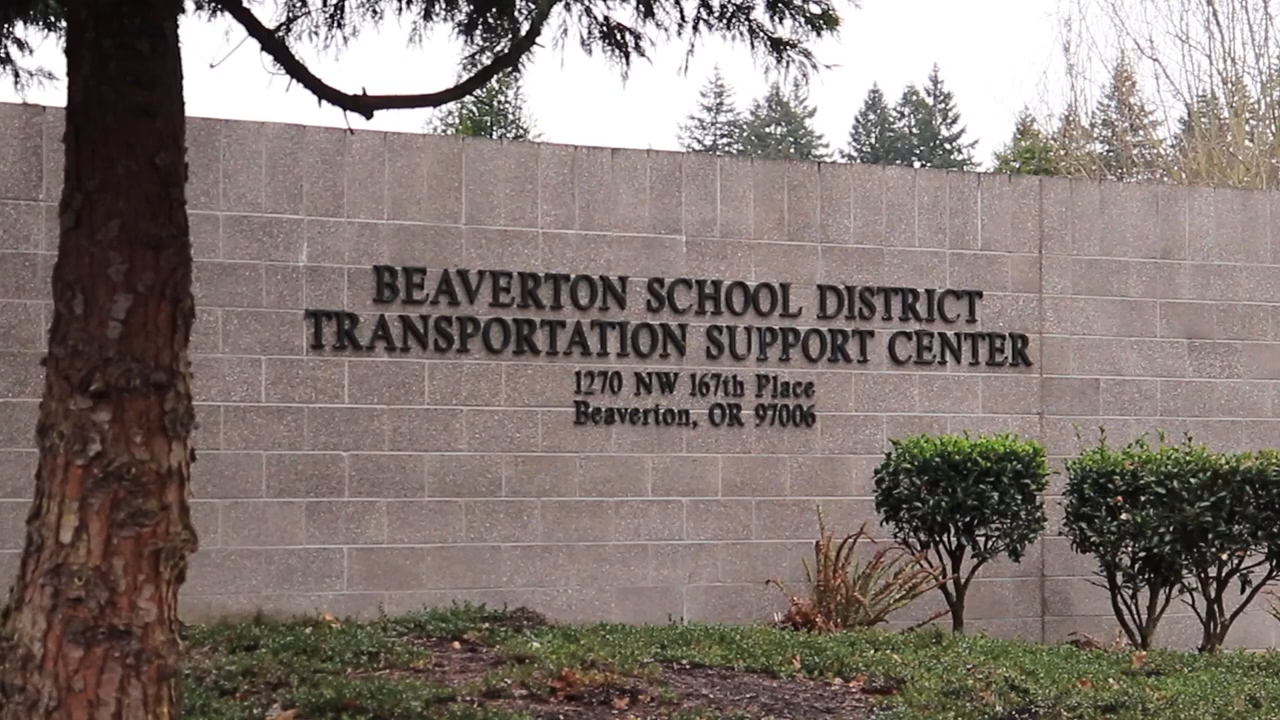 BEAVERTON SCHOOL DISTRICT
TRANSPORTATION SUPPORT CENTER
1270 NW 167th Place
Beaverton, OR 97006